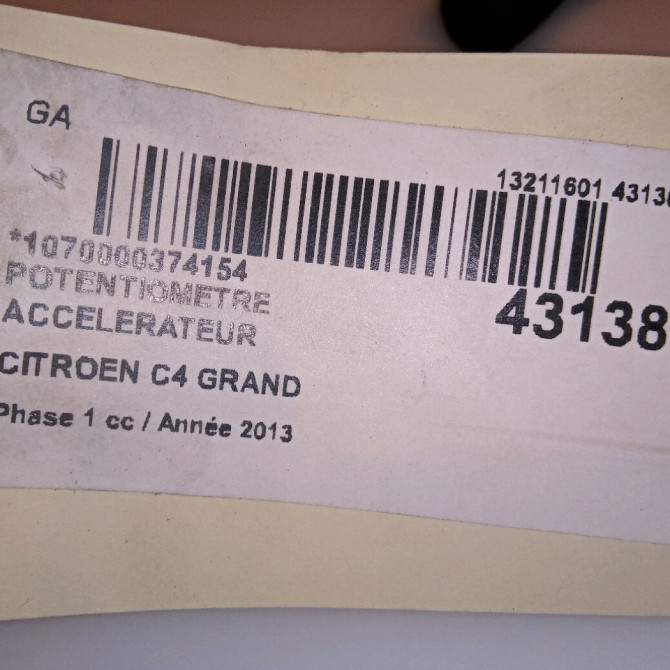 GA
13211601 43138
*1070000374154
43138
POTENTIOMETRE
ACCELERATEUR
CITROEN C4 GRAND
Phase 1 cc / Année 2013